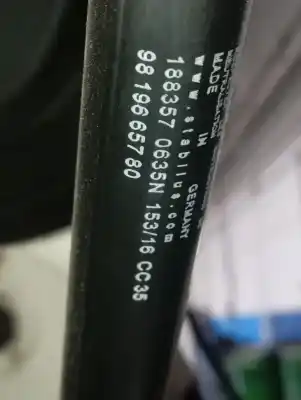 MADE IN GERMANY
www.stabilus.com
188357 0635N 153/16 CC35
98 196 657 80